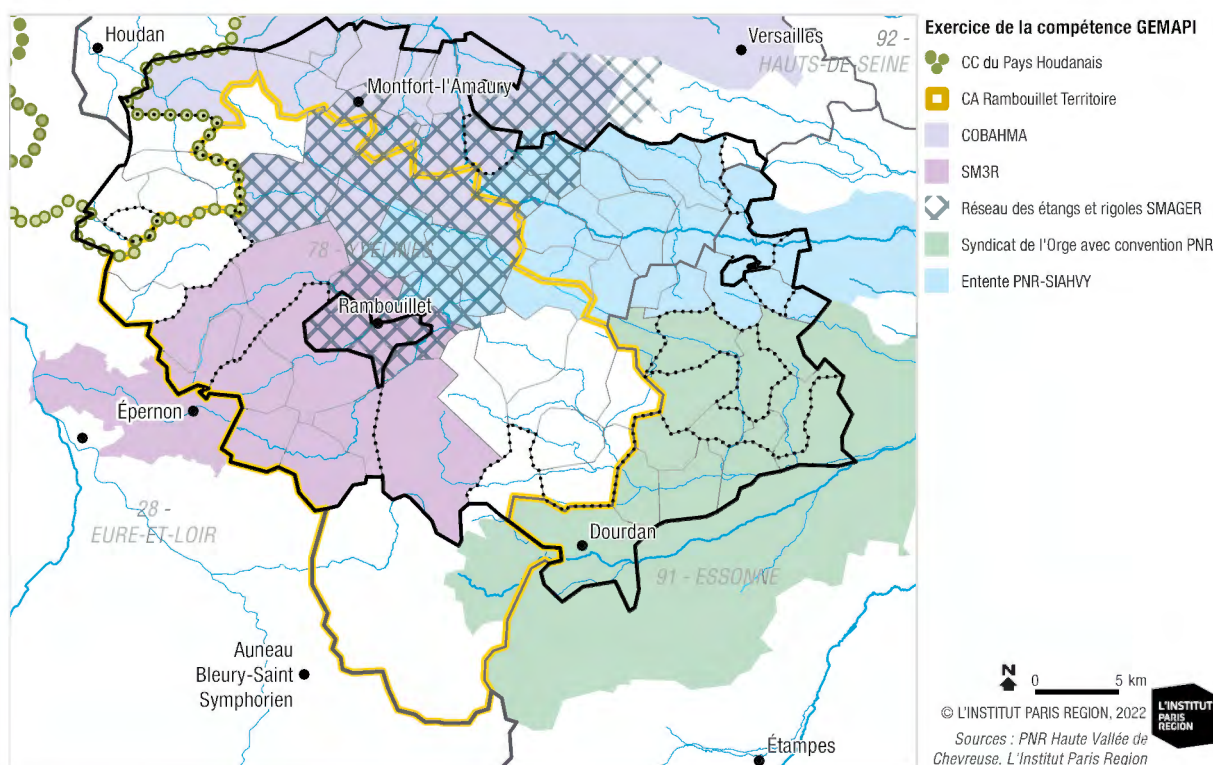 Houdan
Versailles
92 -
HAUTS-DE-SEINE
Montfort-l'Amaury
78 - YVELINES
Rambouillet
Épernon
28 -
EURE-ET-LOIR
Dourdan
91 - ESSONNE
Auneau
Bleury-Saint
Symphorien
Étampes
Exercice de la compétence GEMAPI
CC du Pays Houdanais
CA Rambouillet Territoire
COBAHMA
SM3R
Réseau des étangs et rigoles SMAGER
Syndicat de l'Orge avec convention PNR
Entente PNR-SIAHVY
N
0 5 km
© L'INSTITUT PARIS REGION, 2022
Sources : PNR Haute Vallée de
Chevreuse, L'Institut Paris Region
L'INSTITUT
PARIS
REGION